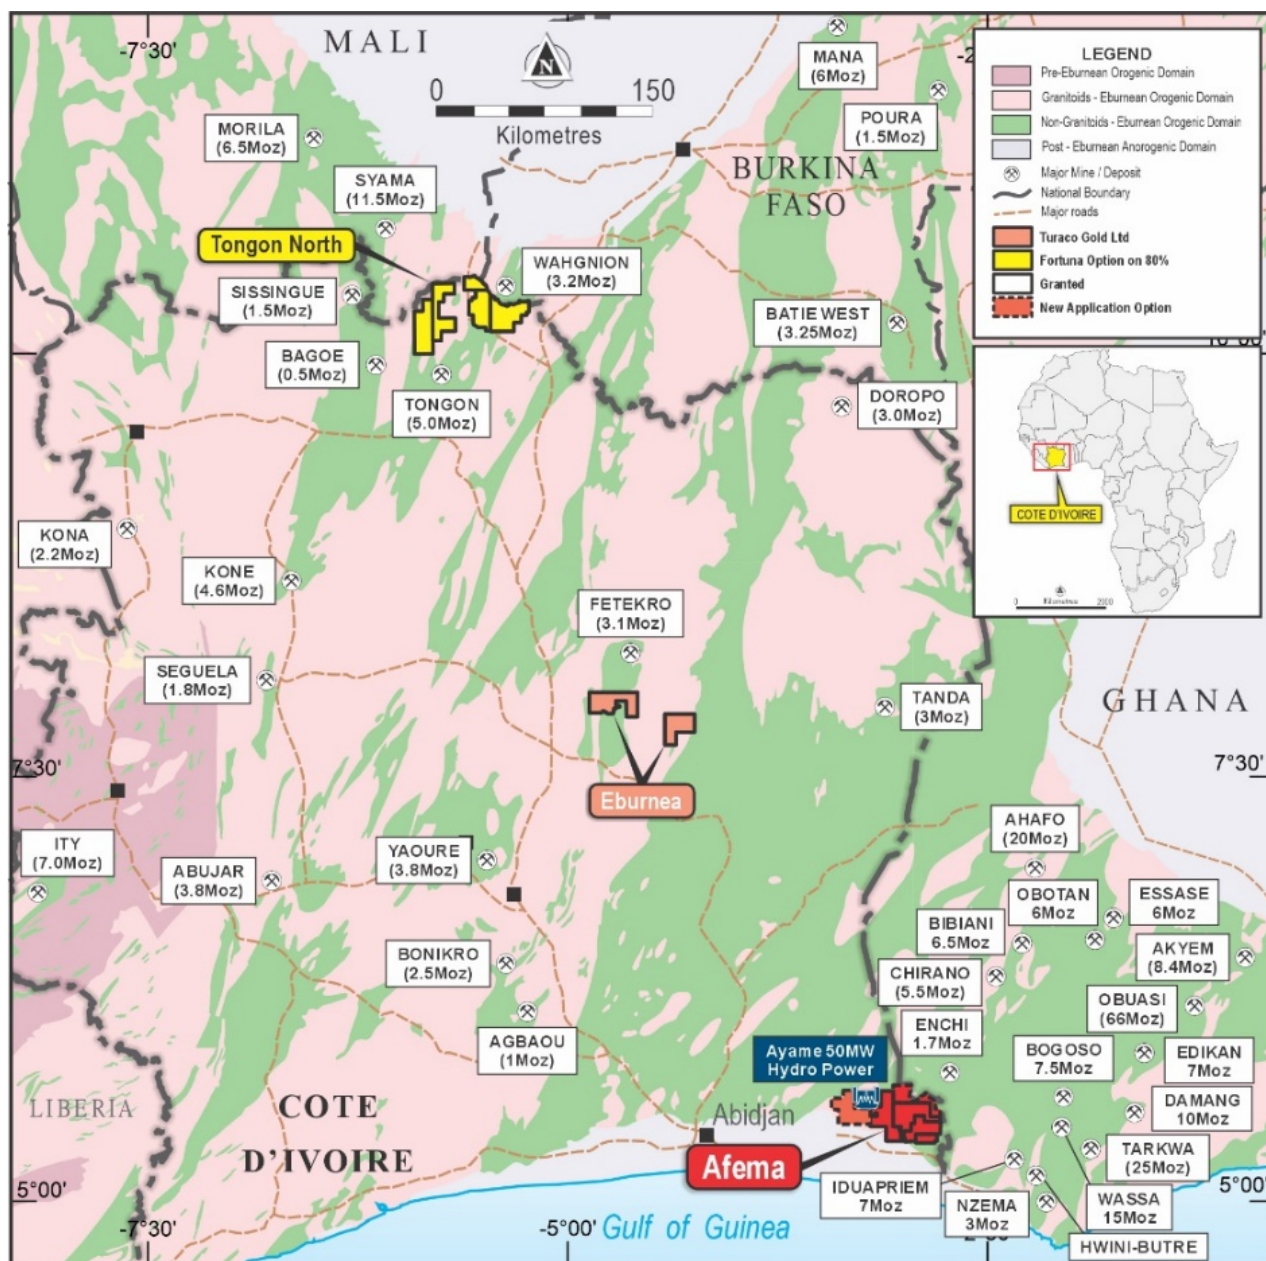 -7°30'
MALI
N
0
150
Kilometres
MANA
(6Moz)
POURA
(1.5Moz)
BURKINA
FASO
MORILA
(6.5Moz)
SYAMA
(11.5Moz)
Tongon North
WAHGNION
(3.2Moz)
SISSINGUE
(1.5Moz)
BATIE WEST
(3.25Moz)
BAGOE
(0.5Moz)
TONGON
(5.0Moz)
DOROPO
(3.0Moz)
LEGEND
Pre-Eburnean Orogenic Domain
Granitoids - Eburnean Orogenic Domain
Non-Granitoids - Eburnean Orogenic Domain
Post - Eburnean Anorogenic Domain
Major Mine / Deposit
National Boundary
Major roads
Turaco Gold Ltd
Fortuna Option on 80%
Granted
New Application Option
COTE D'IVOIRE
0
Kilometres
2000
KONA
(2.2Moz)
KONE
(4.6Moz)
FETEKRO
(3.1Moz)
SEGUELA
(1.8Moz)
TANDA
(3Moz)
GHANA
7°30'
7°30'
Eburnea
ITY
(7.0Moz)
ABUJAR
(3.8Moz)
YAOURE
(3.8Moz)
AHAFO
(20Moz)
OBOTAN
6Moz
ESSASE
6Moz
BIBIANI
6.5Moz
AKYEM
(8.4Moz)
BONIKRO
(2.5Moz)
CHIRANO
(5.5Moz)
OBUASI
(66Moz)
AGBAOU
(1Moz)
ENCHI
1.7Moz
BOGOSO
7.5Moz
EDIKAN
7Moz
Ayame 50MW
Hydro Power
DAMANG
10Moz
LIBERIA
COTE
D'IVOIRE
Abidjan
Afema
TARKWA
(25Moz)
IDUAPRIEM
7Moz
NZEMA
3Moz
WASSA
15Moz
HWINI-BUTRE
5°00'
5°00'
-7°30'
-5°00'
Gulf of Guinea